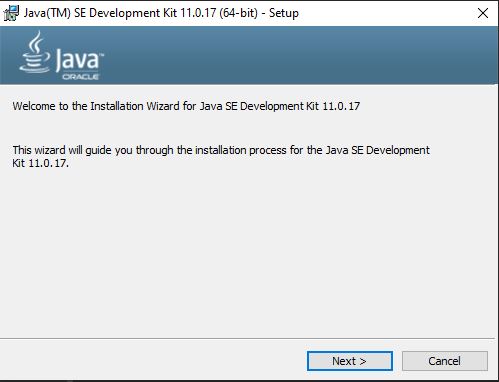 Java(TM) SE Development Kit 11.0.17 (64-bit) - Setup
Java™
ORACLE
Welcome to the Installation Wizard for Java SE Development Kit 11.0.17
This wizard will guide you through the installation process for the Java SE Development
Kit 11.0.17.
Next >
Cancel